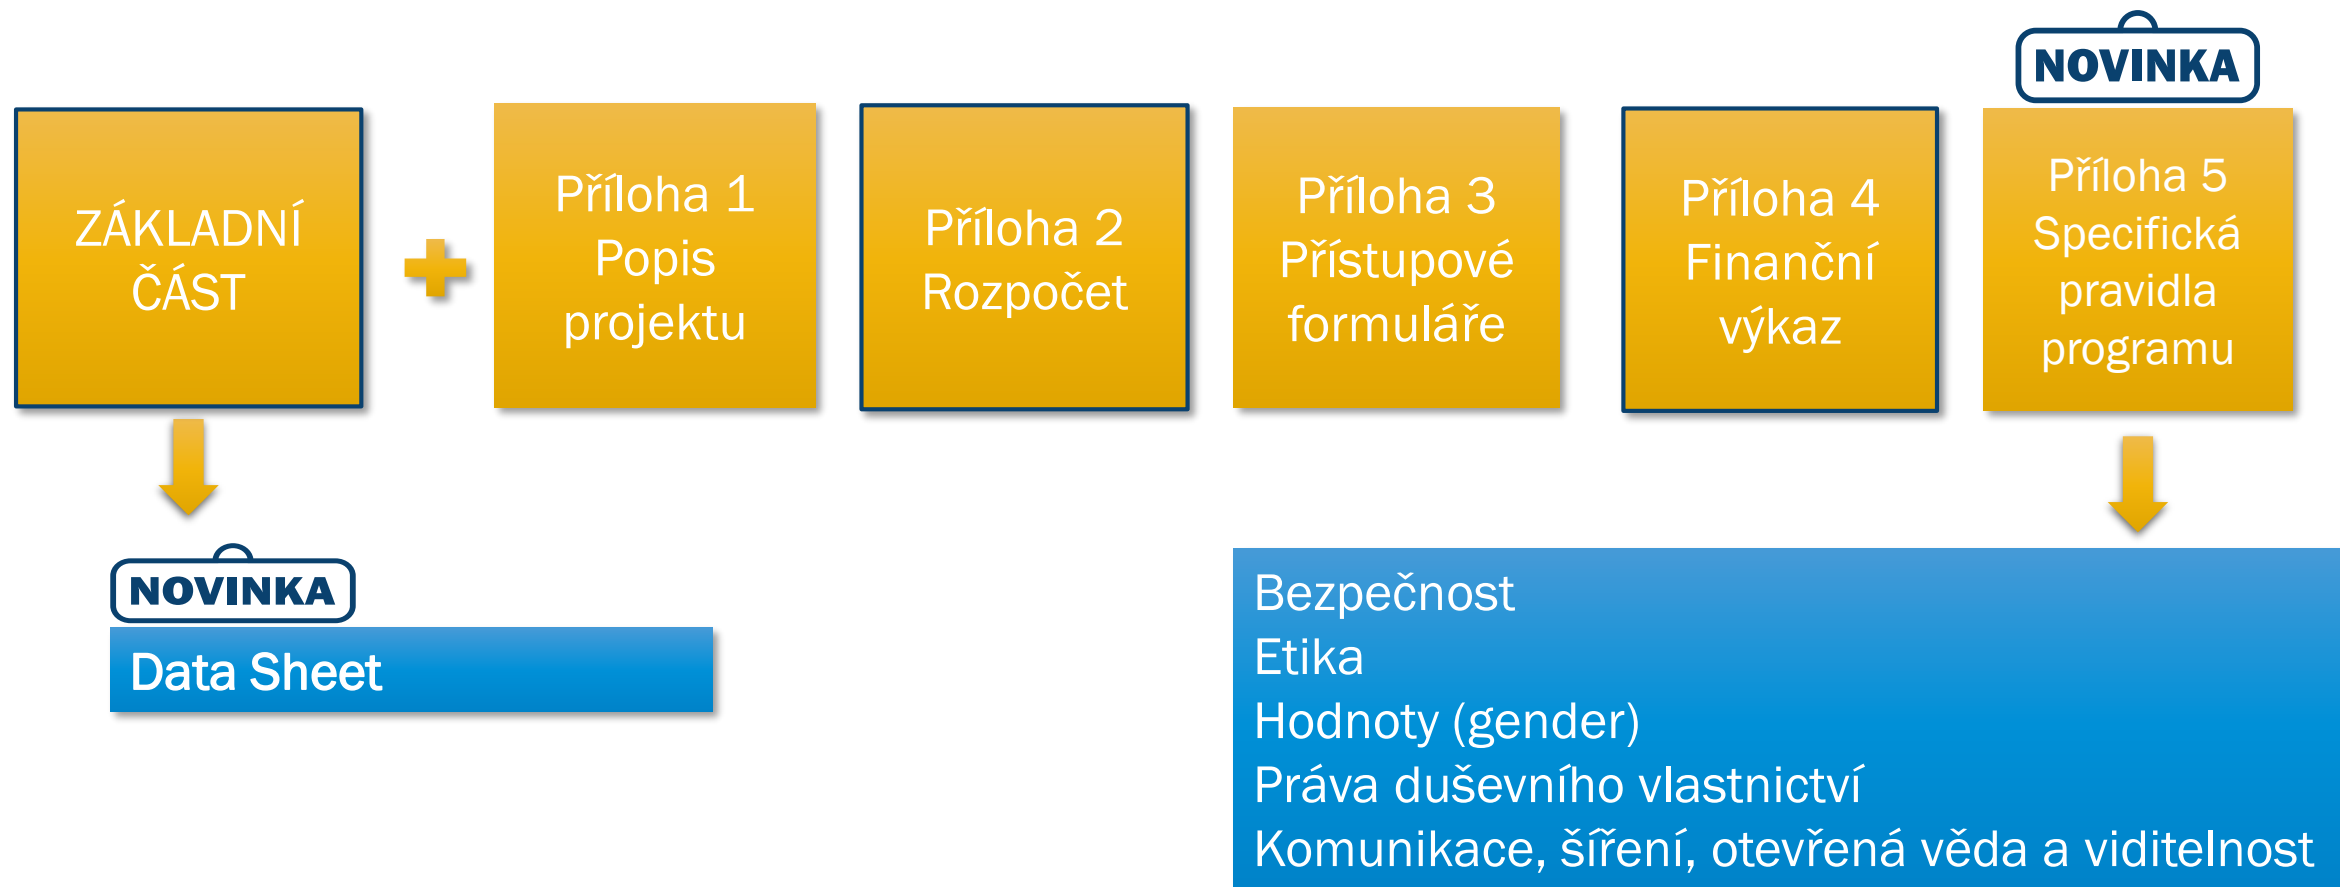 ZÁKLADNÍ
ČÁST
Příloha 1
Popis
projektu
Příloha 2
Rozpočet
Příloha 3
Přístupové
formuláře
Příloha 4
Finanční
výkaz
NOVINKA
Příloha 5
Specifická
pravidla
programu
NOVINKA
Data Sheet
Bezpečnost
Etika
Hodnoty (gender)
Práva duševního vlastnictví
Komunikace, šíření, otevřená věda a viditelnost